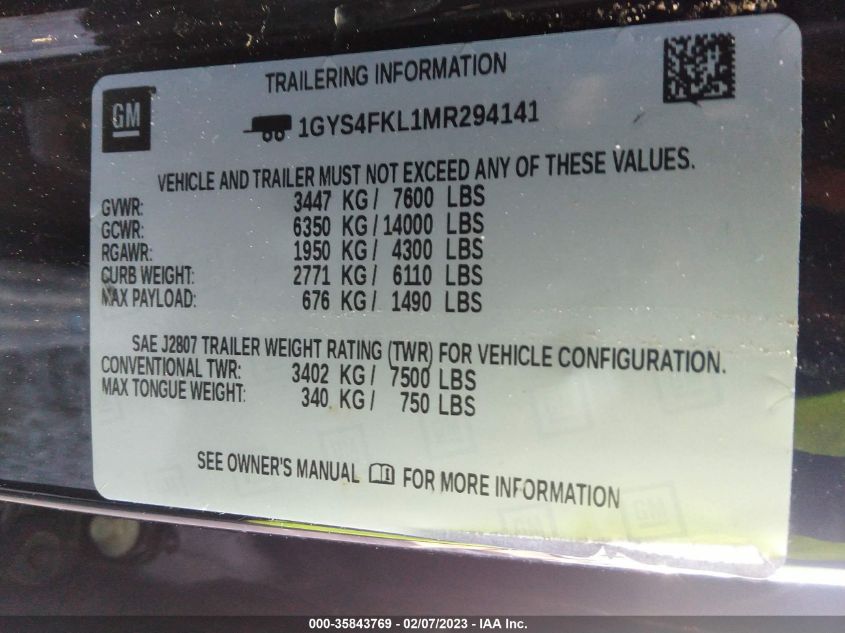 TRAILERING INFORMATION
GM
1GYS4FKL1MR294141
VEHICLE AND TRAILER MUST NOT EXCEED ANY OF THESE VALUES.
GVWR: 3447 KG / 7600 LBS
GCWR: 6350 KG / 14000 LBS
RGAWR: 1950 KG / 4300 LBS
CURB WEIGHT: 2771 KG / 6110 LBS
MAX PAYLOAD: 676 KG / 1490 LBS
SAE J2807 TRAILER WEIGHT RATING (TWR) FOR VEHICLE CONFIGURATION.
CONVENTIONAL TWR: 3402 KG / 7500 LBS
MAX TONGUE WEIGHT: 340 KG / 750 LBS
SEE OWNER'S MANUAL FOR MORE INFORMATION
GM
000-35843769 - 02/07/2023 - IAA Inc.